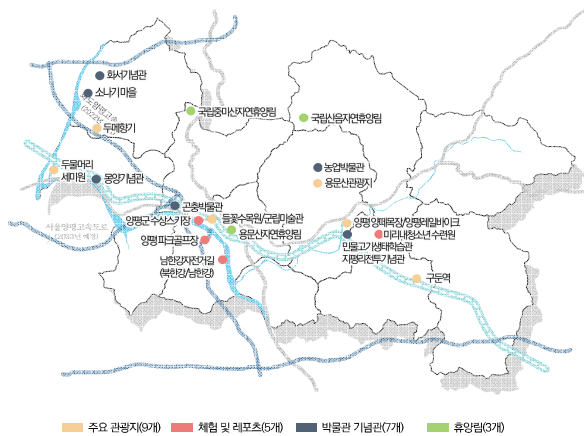 화서기념관
소나기 마을
두메향기
국립중미산자연휴양림
국립산음자연휴양림
두물머리
세미원
몽양기념관
농업박물관
용문산관광지
곤충박물관
양평군 수상스키장
들꽃수목원/군립미술관
용문산자연휴양림
양평파크골프장
양평양떼목장/양평레일바이크
미리내청소년 수련원
민물고기생태학습관
지평리전투기념관
남한강자전거길
(북한강/남한강)
구둔역
서울양평고속도로
주요 관광지(9개)
체험 및 레포츠(5개)
박물관 기념관(7개)
휴양림(3개)